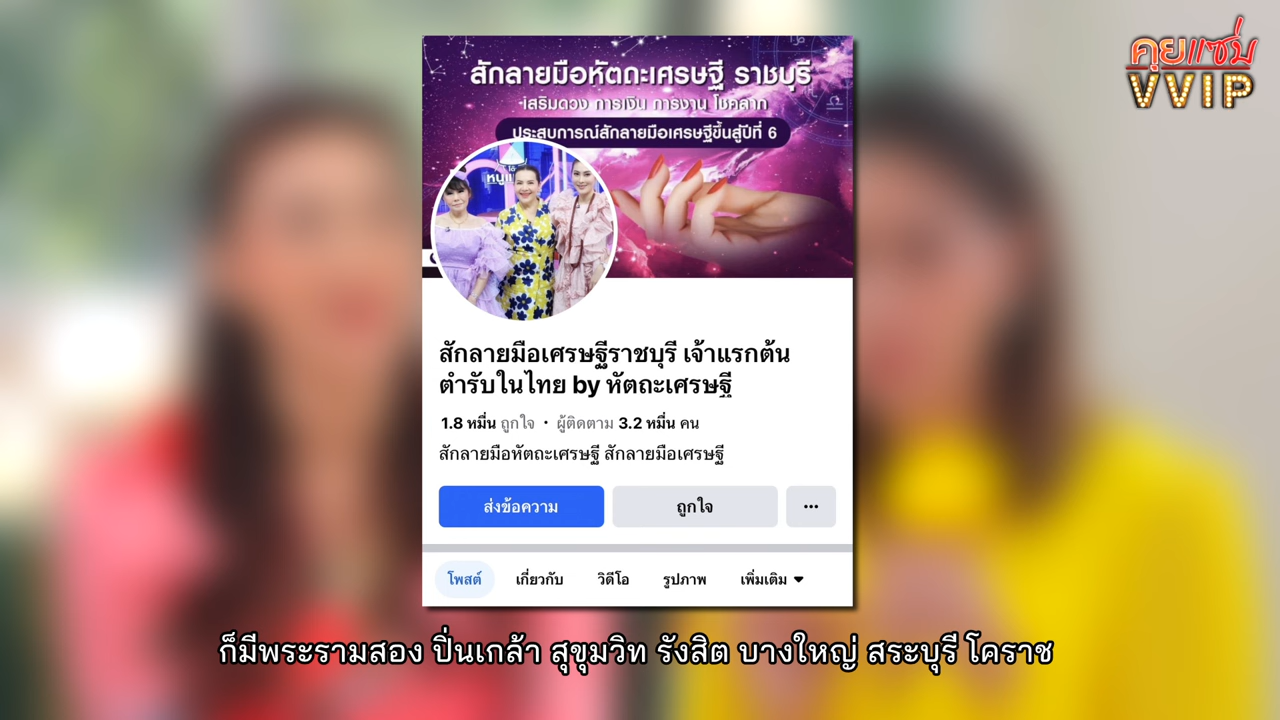 คุยแซ่บ
VVIP
สักลายมือหัตถะเศรษฐี ราชบุรี
เสริมดวง การเงิน การงาน โชคลาภ
ประสบการณ์สักลายมือเศรษฐีขึ้นสู่ปีที่ 6
สักลายมือเศรษฐีราชบุรี เจ้าแรกต้น
ตำรับในไทย by หัตถะเศรษฐี
1.8 หมื่น ถูกใจ · ผู้ติดตาม 3.2 หมื่น คน
สักลายมือหัตถะเศรษฐี สักลายมือเศรษฐี
ส่งข้อความ ถูกใจ ...
โพสต์ เกี่ยวกับ วิดีโอ รูปภาพ เพิ่มเติม
ก็มีพระรามสอง ปิ่นเกล้า สุขุมวิท รังสิต บางใหญ่ สระบุรี โคราช